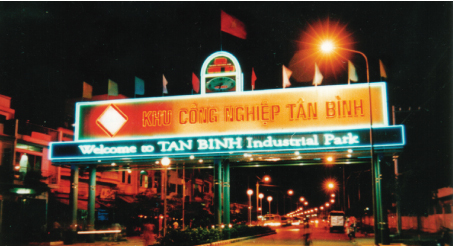 KHU CÔNG NGHIỆP TÂN BÌNH
Welcome to TAN BINH Industrial Park